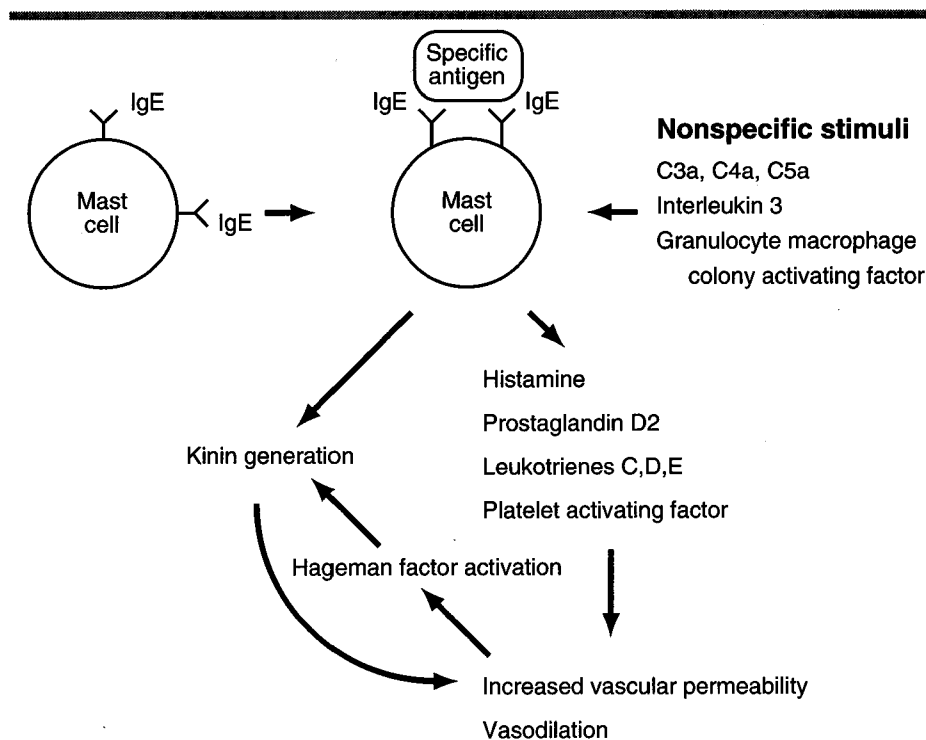 Specific
antigen
IgE
IgE
IgE
Mast
cell
IgE
Mast
cell
Nonspecific stimuli
C3a, C4a, C5a
Interleukin 3
Granulocyte macrophage
colony activating factor
Histamine
Prostaglandin D2
Leukotrienes C,D,E
Platelet activating factor
Kinin generation
Hageman factor activation
Increased vascular permeability
Vasodilation